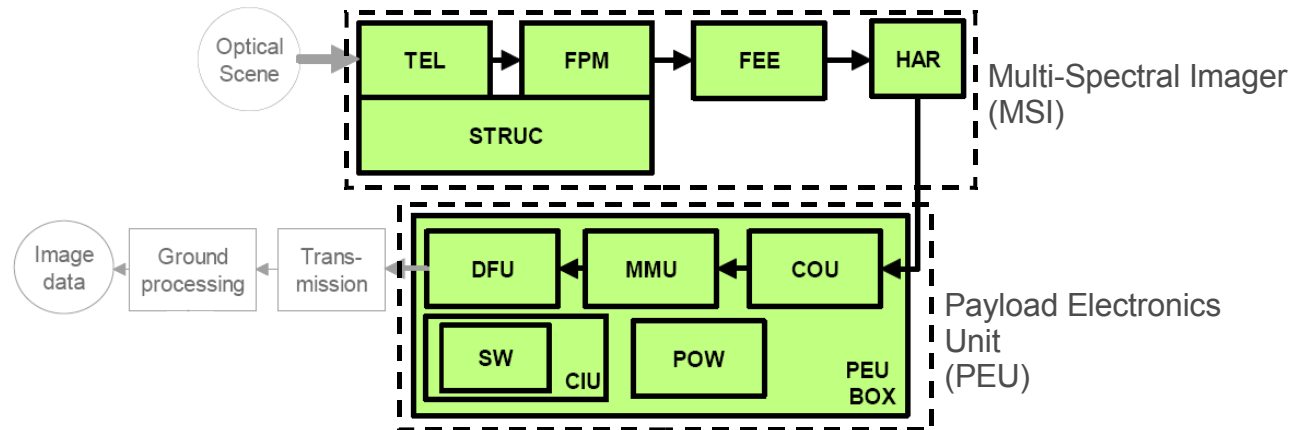 Optical
Scene
TEL
FPM
FEE
HAR
STRUC
Multi-Spectral Imager
(MSI)
Image
data
Ground
processing
Trans-
mission
DFU
MMU
COU
SW
CIU
POW
PEU
BOX
Payload Electronics
Unit
(PEU)